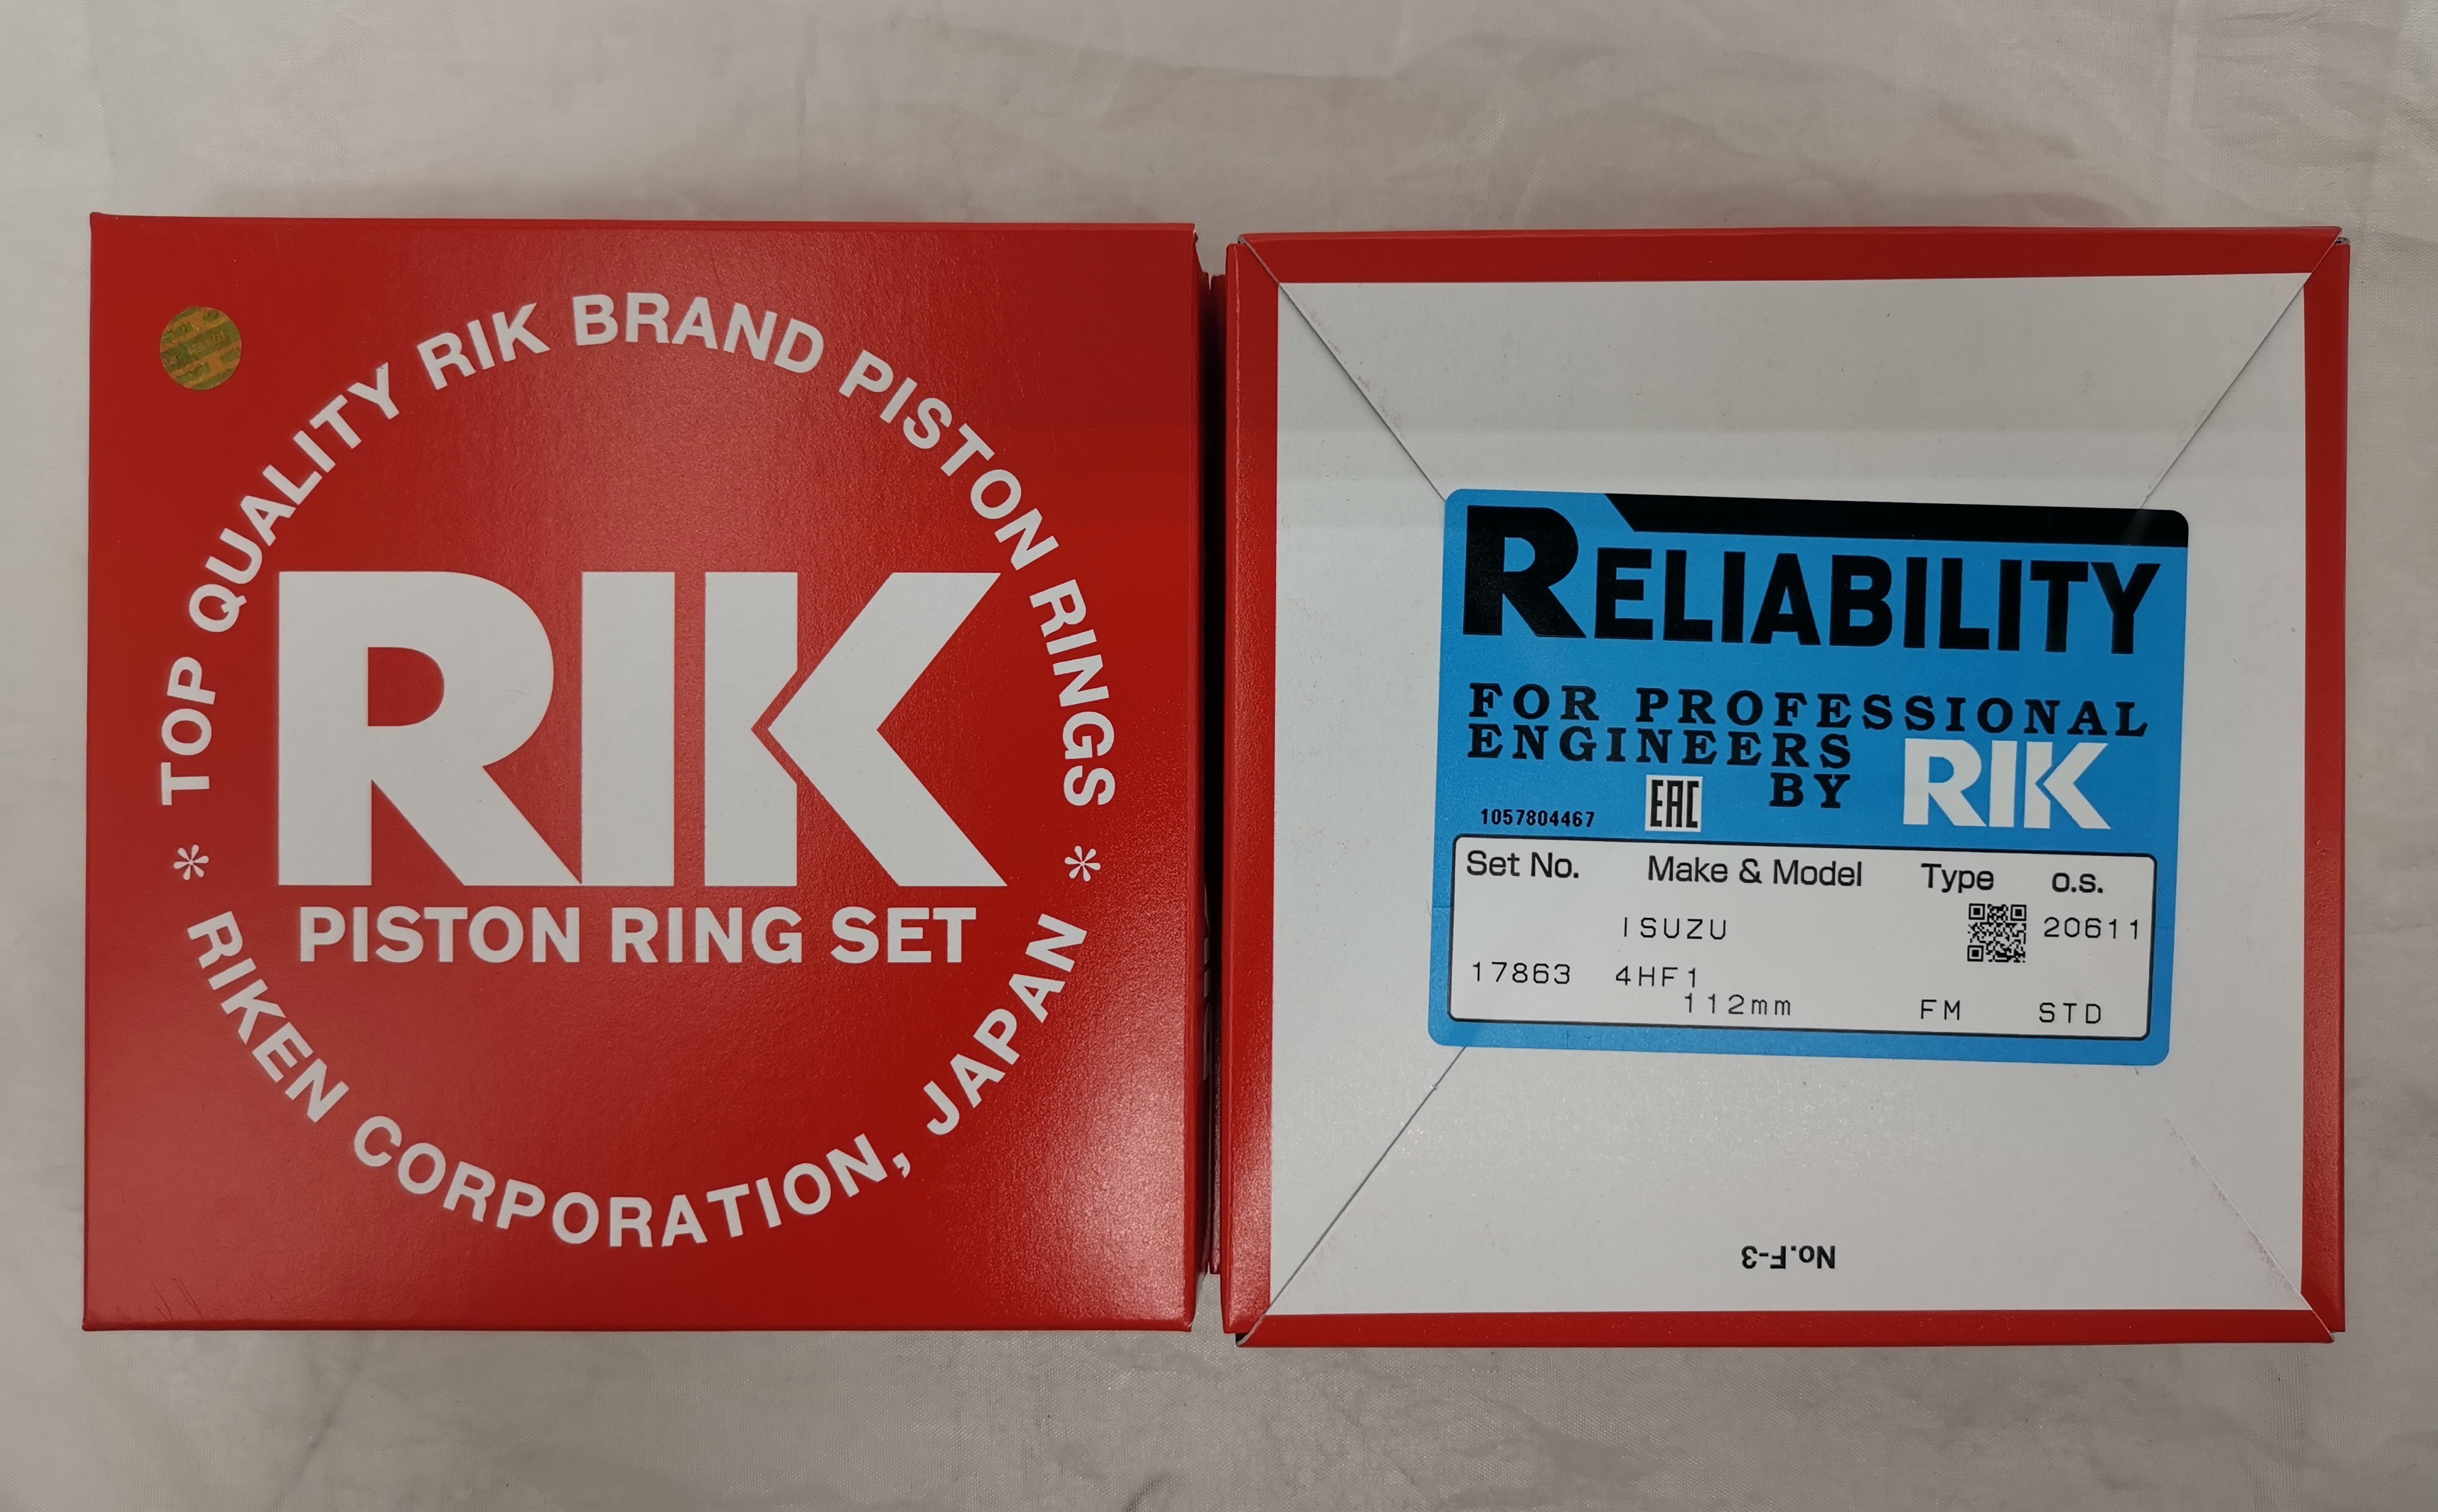 * TOP QUALITY RIK BRAND PISTON RINGS *
RIK
PISTON RING SET
RIKEN CORPORATION, JAPAN
RELIABILITY
FOR PROFESSIONAL
ENGINEERS
BY RIK
1057804467 EAC
Set No. Make & Model Type o.s.
ISUZU 20611
17863 4HF1
112mm FM STD
No.F-3